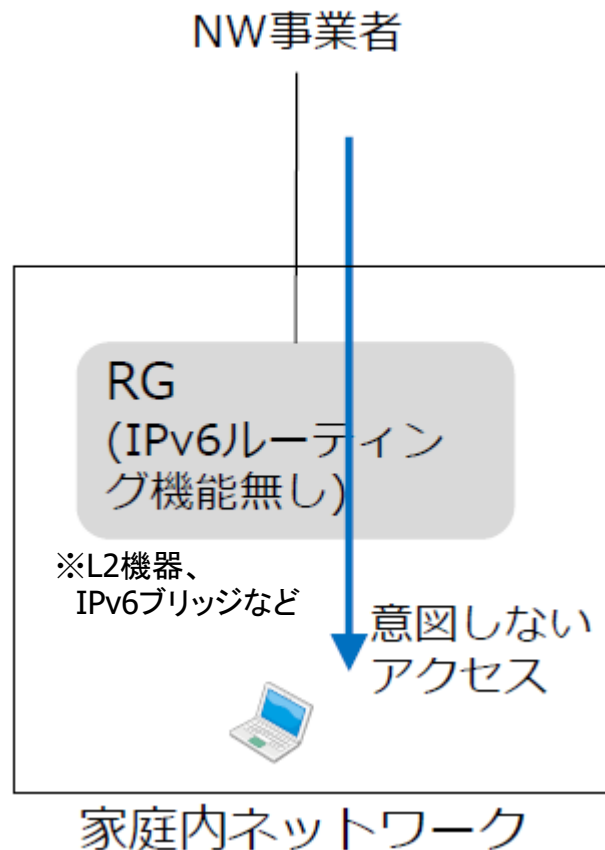 NW事業者
RG
(IPv6ルーティン
グ機能無し)
※L2機器、
IPv6ブリッジなど
意図しない
アクセス
家庭内ネットワーク